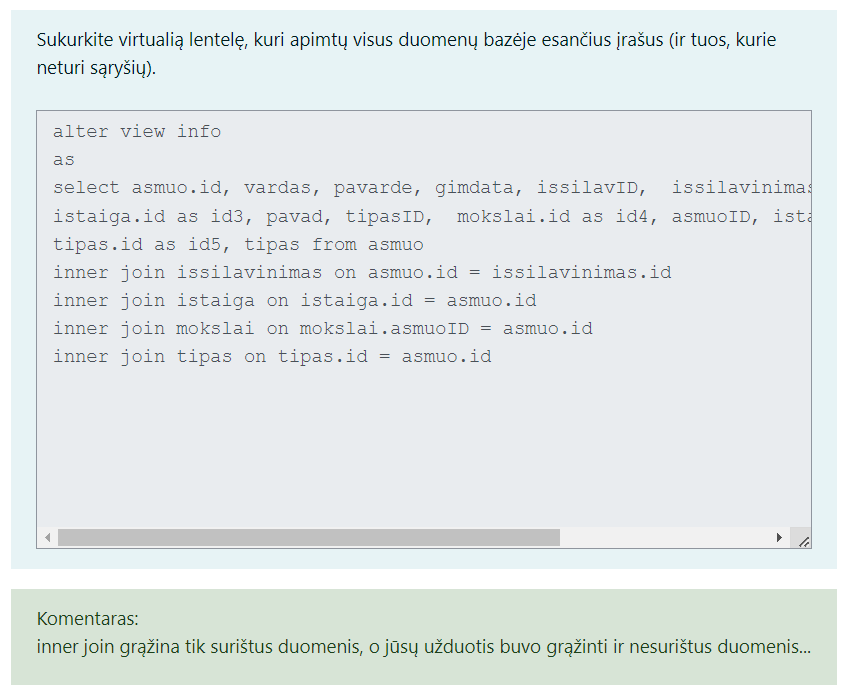 Sukurkite virtualią lentelę, kuri apimtų visus duomenų bazėje esančius įrašus (ir tuos, kurie
neturi sąryšių).
alter view info
as
select asmuo.id, vardas, pavarde, gimdata, issilavID,  issilavinimas
istaiga.id as id3, pavad, tipasID,  mokslai.id as id4, asmuoID, ista
tipas.id as id5, tipas from asmuo
inner join issilavinimas on asmuo.id = issilavinimas.id
inner join istaiga on istaiga.id = asmuo.id
inner join mokslai on mokslai.asmuoID = asmuo.id
inner join tipas on tipas.id = asmuo.id
Komentaras:
inner join grąžina tik surištus duomenis, o jūsų užduotis buvo grąžinti ir nesurištus duomenis...